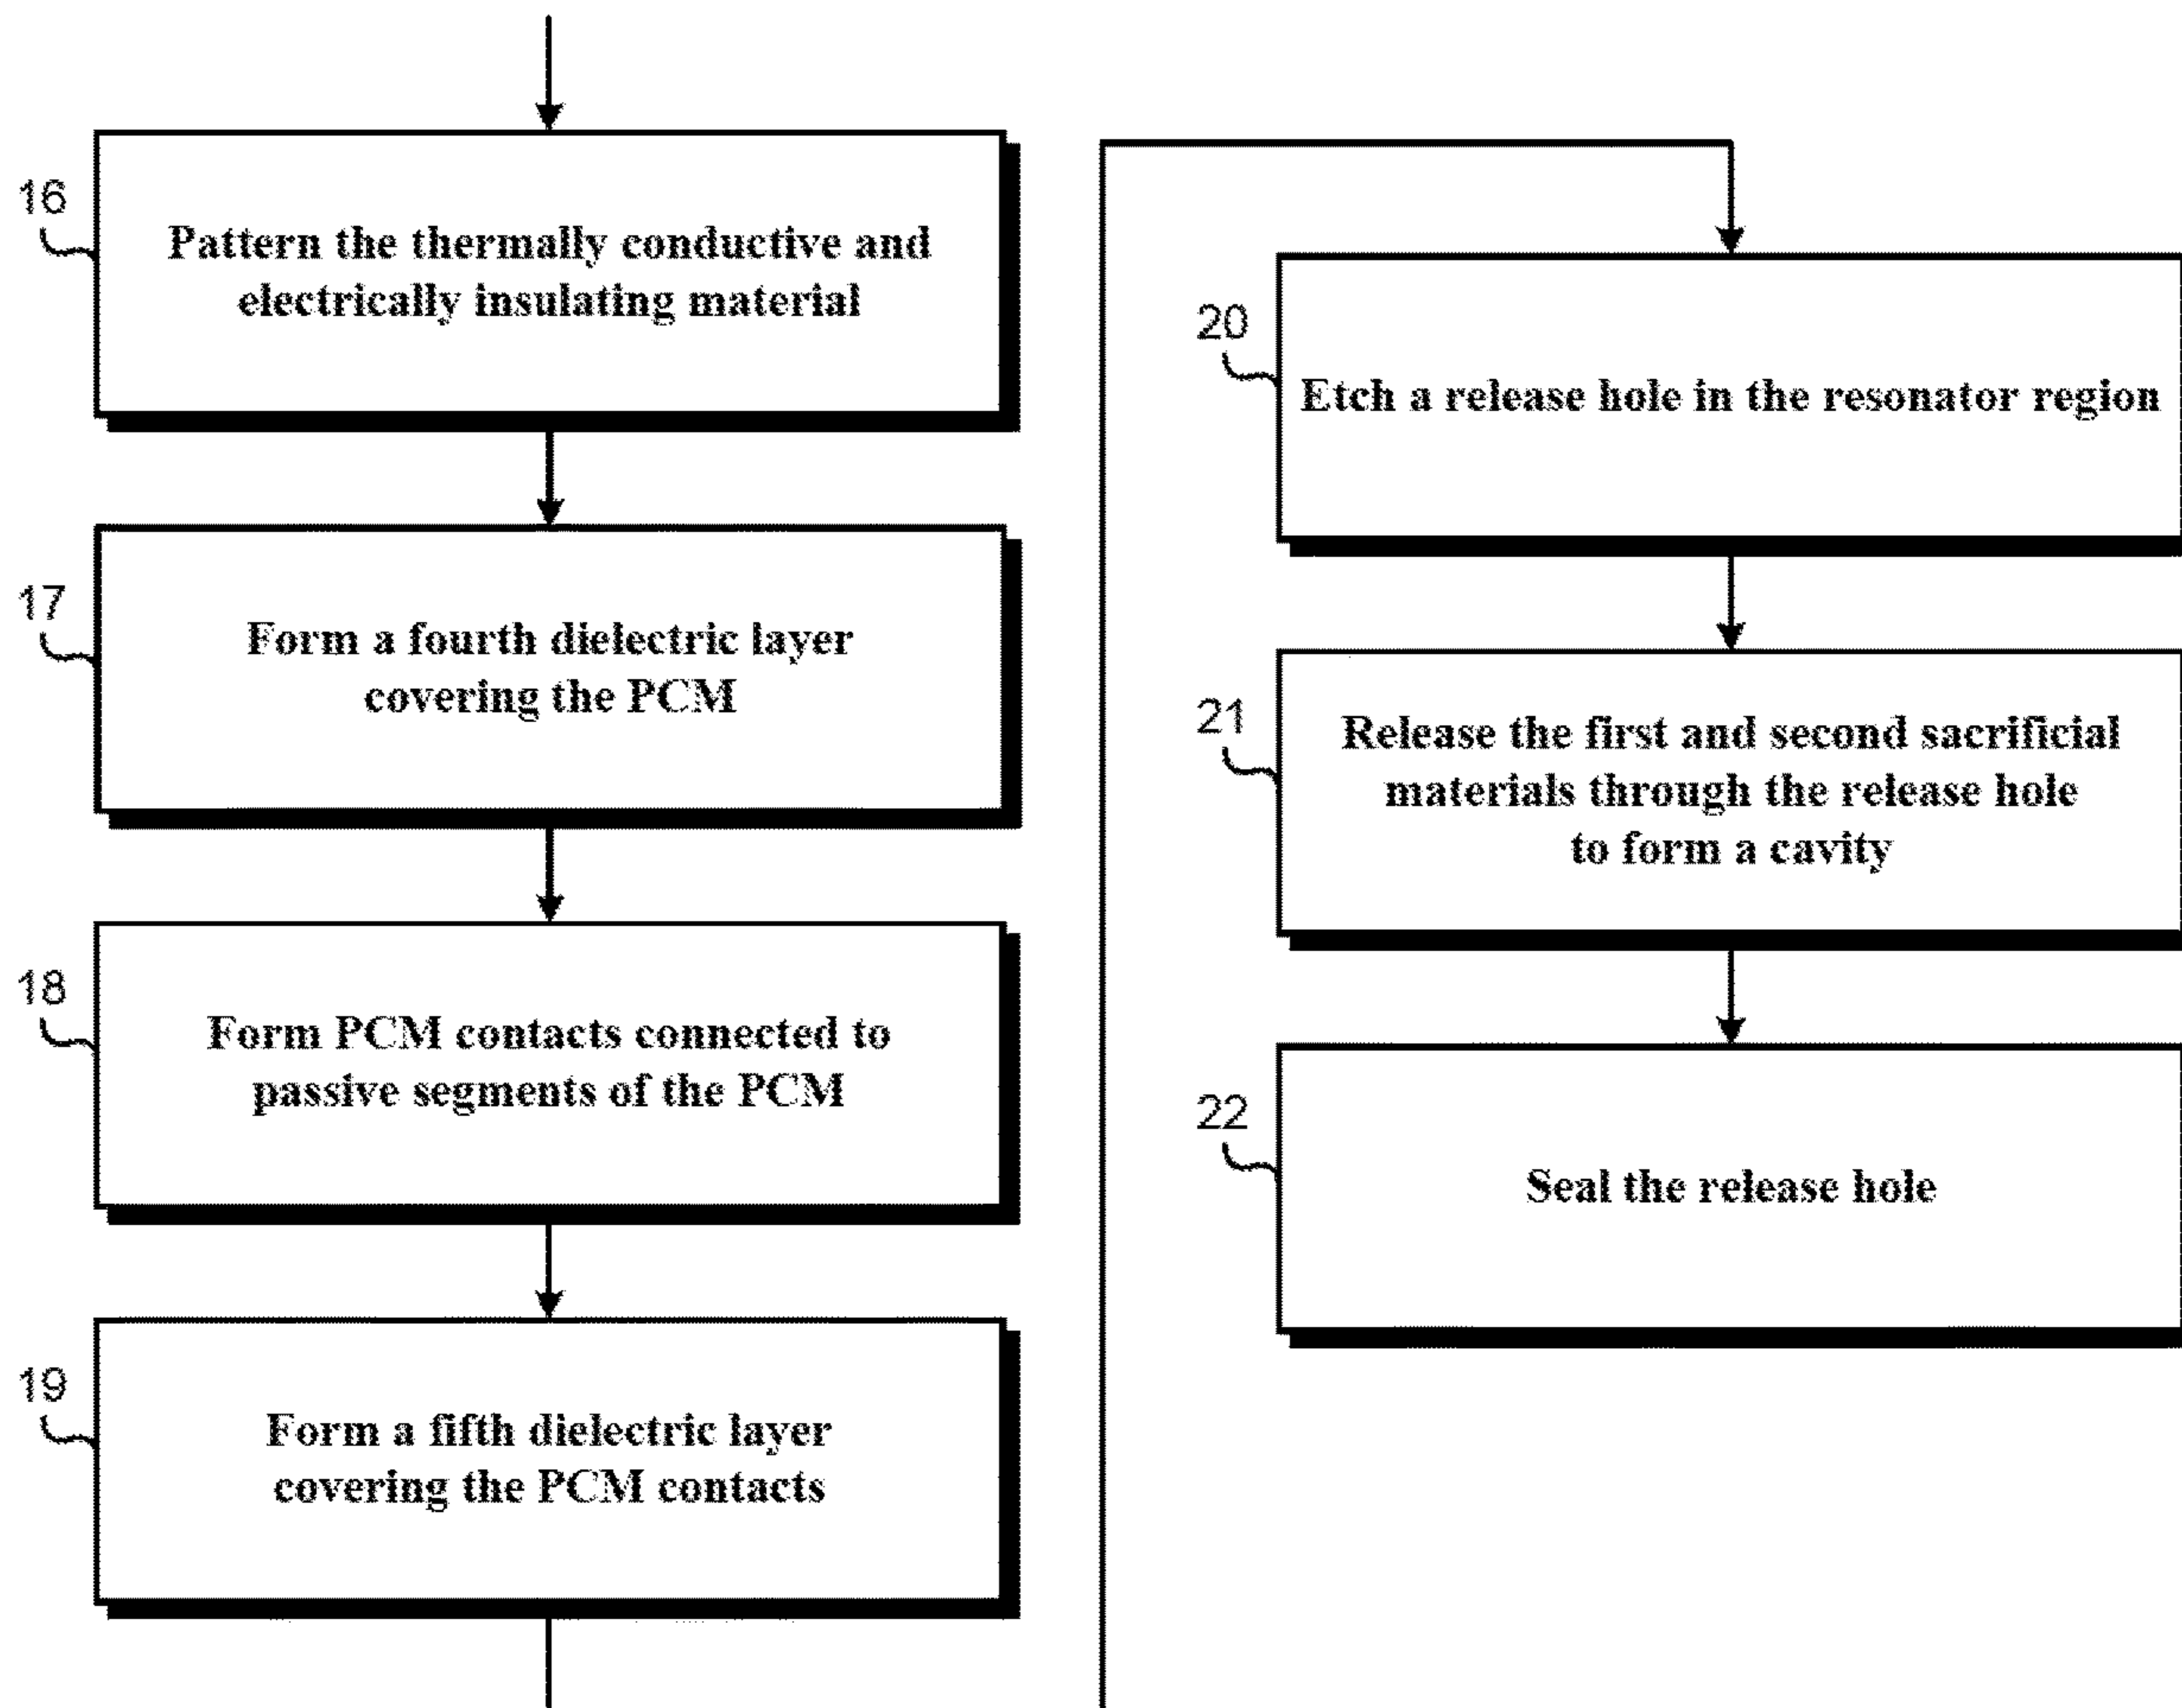 16
Pattern the thermally conductive and
electrically insulating material
17
Form a fourth dielectric layer
covering the PCM
18
Form PCM contacts connected to
passive segments of the PCM
19
Form a fifth dielectric layer
covering the PCM contacts
20
Etch a release hole in the resonator region
21
Release the first and second sacrificial
materials through the release hole
to form a cavity
22
Seal the release hole